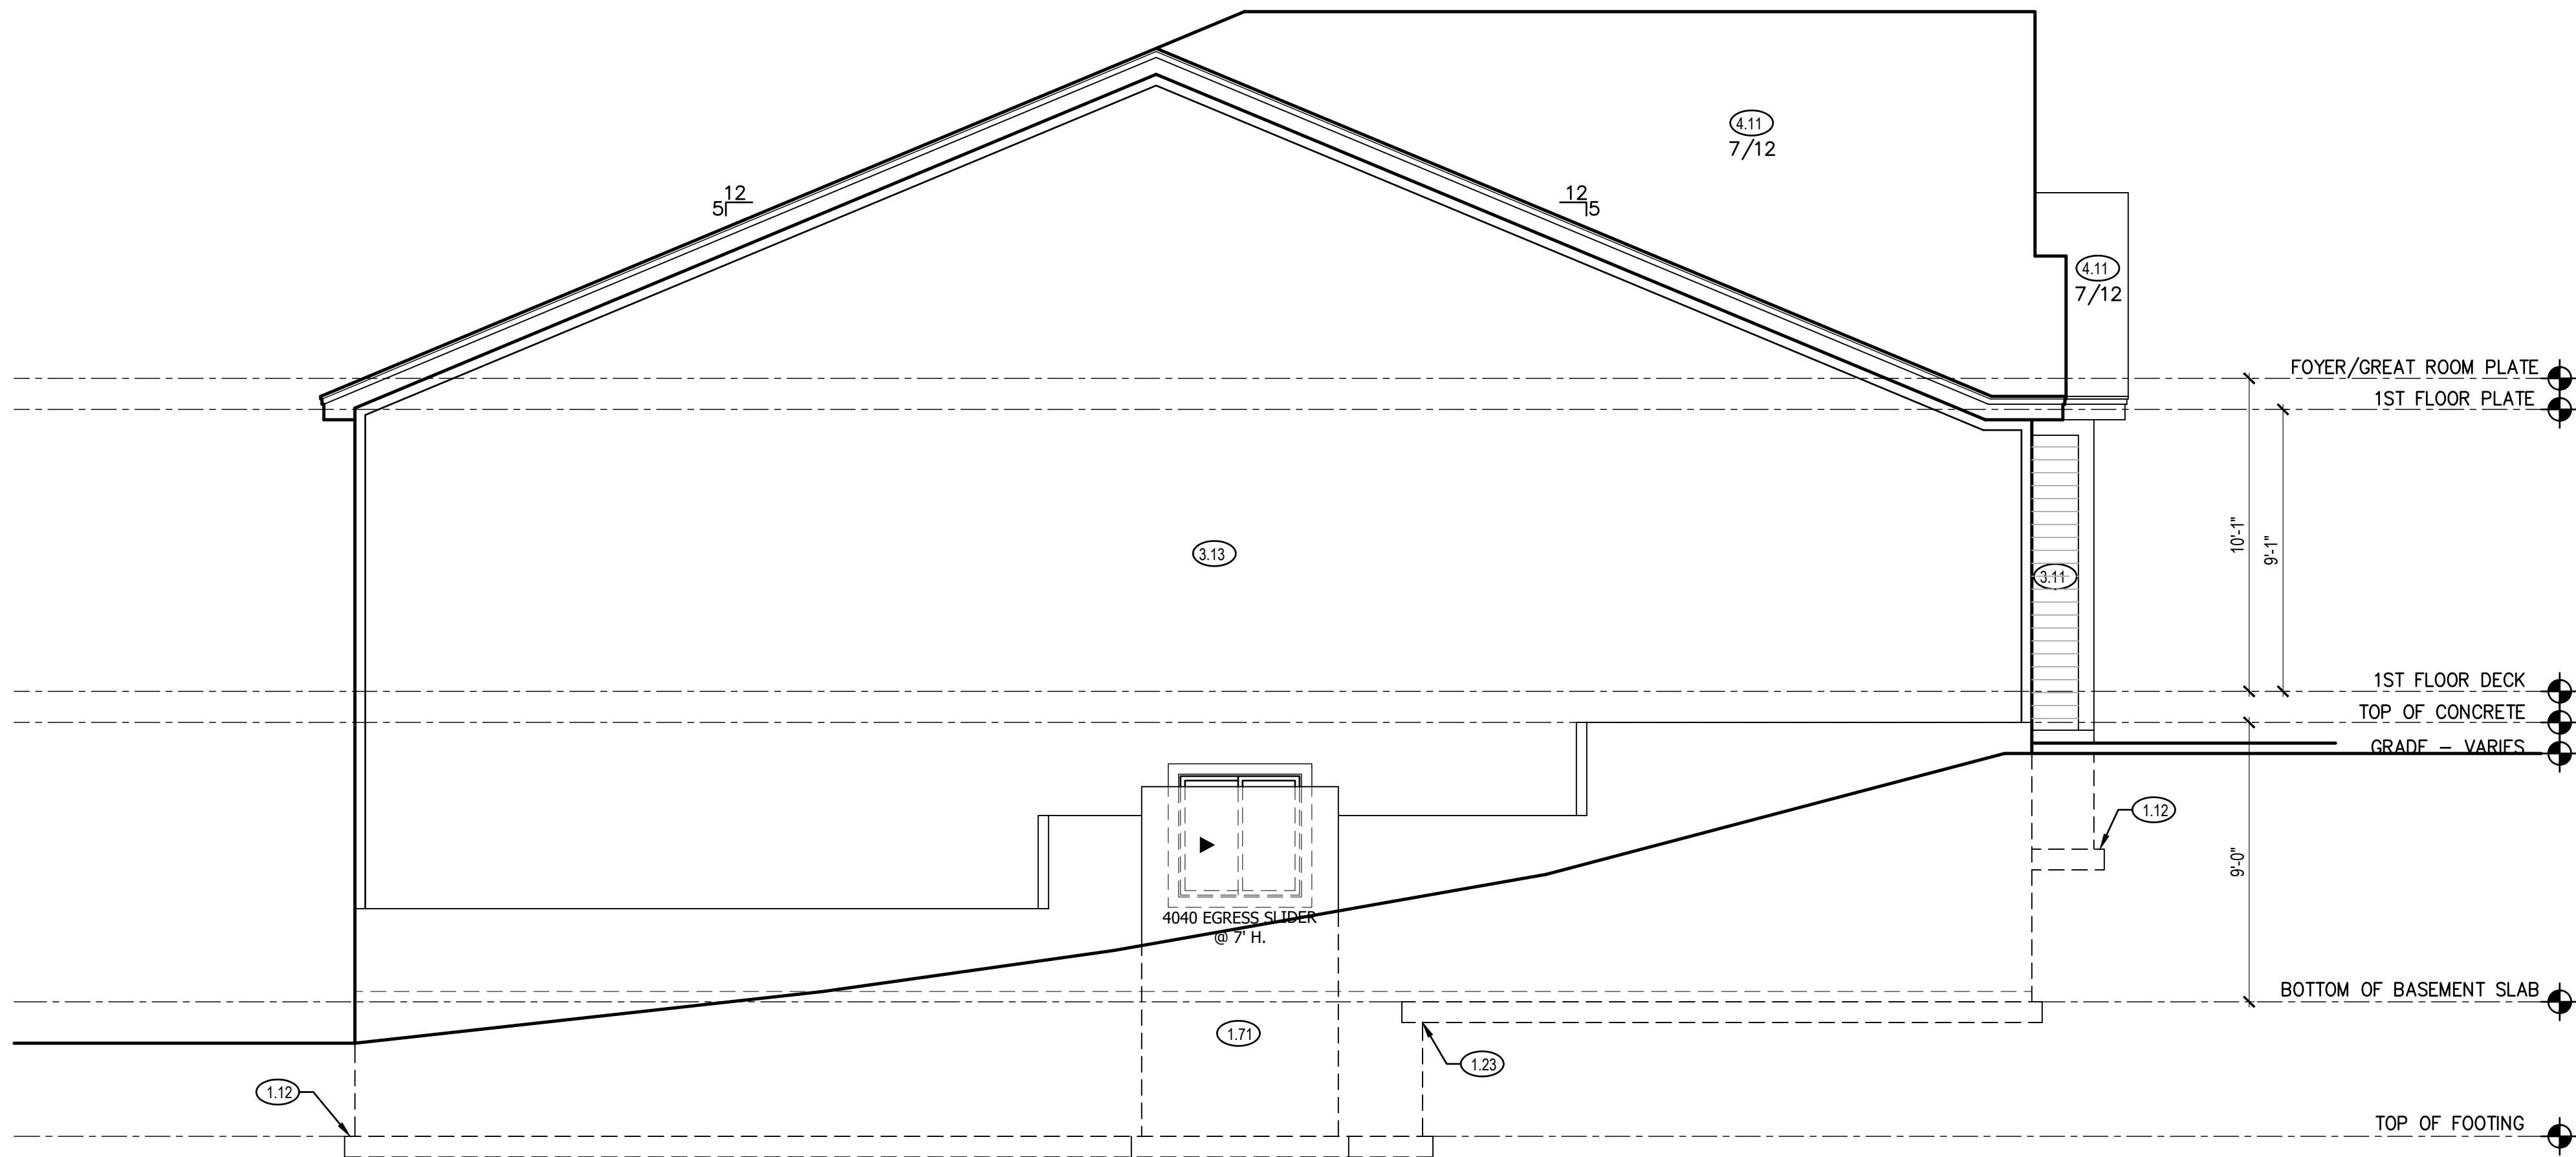 4.11
7/12
12
5
12
5
4.11
7/12
FOYER/GREAT ROOM PLATE
1ST FLOOR PLATE
10'-1"
9'-1"
3.13
3.11
1ST FLOOR DECK
TOP OF CONCRETE
GRADE – VARIES
1.12
9'-0"
4040 EGRESS SLIDER
@ 7' H.
BOTTOM OF BASEMENT SLAB
1.71
1.23
1.12
TOP OF FOOTING